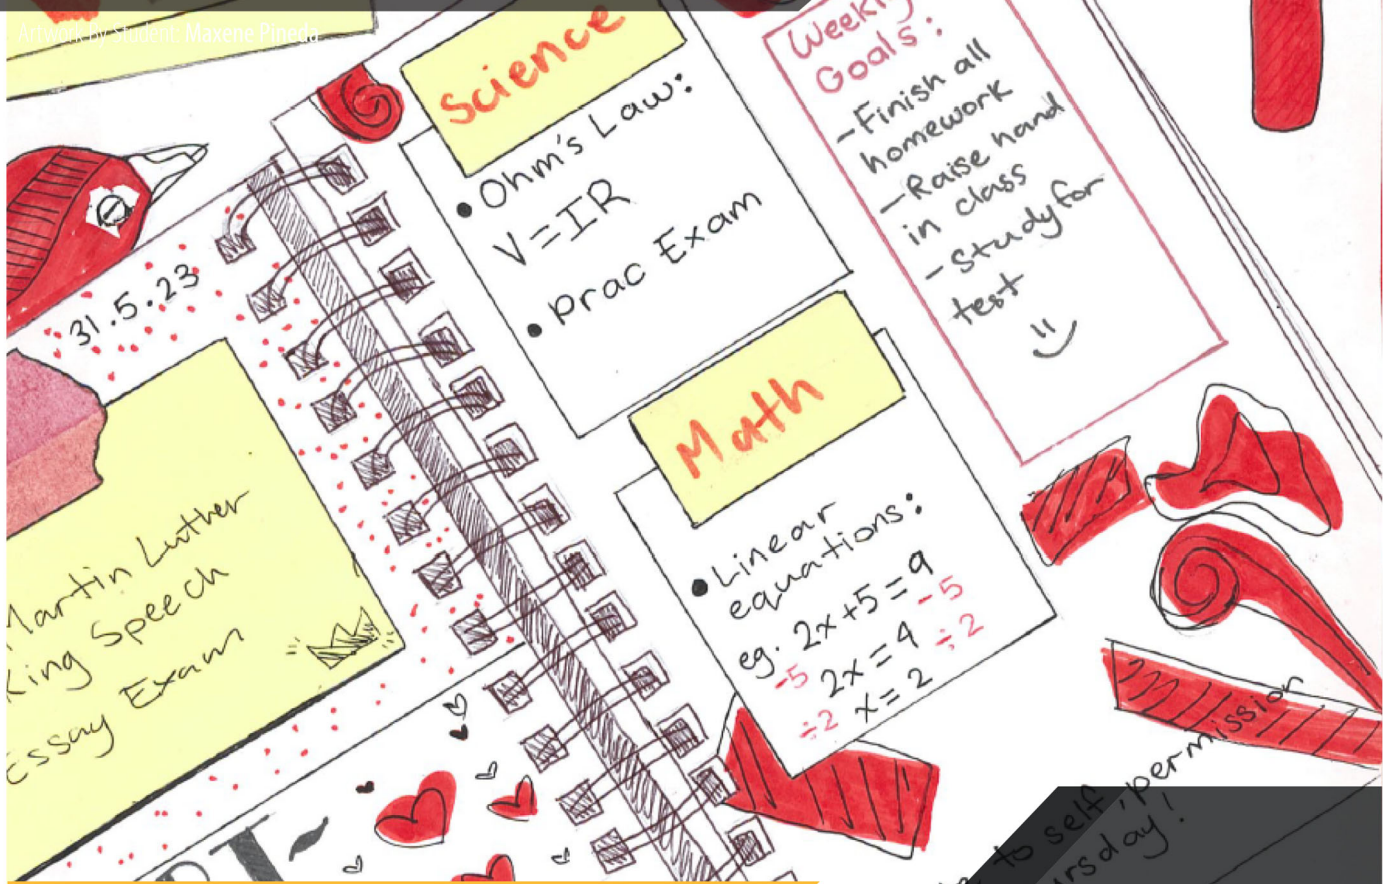 Artwork By Student: Maxene Pineda
31.5.23
Martin Luther
King Speech
Essay Exam
Science
• Ohm's Law:
V=IR
• prac Exam
Math
• Linear
equations:
eg. 2x+5=9
-5 -5
2x=4
÷2 ÷2
x=2
Weekly
Goals:
-Finish all
homework
-Raise hand
in class
-Study for
test
to self, permission